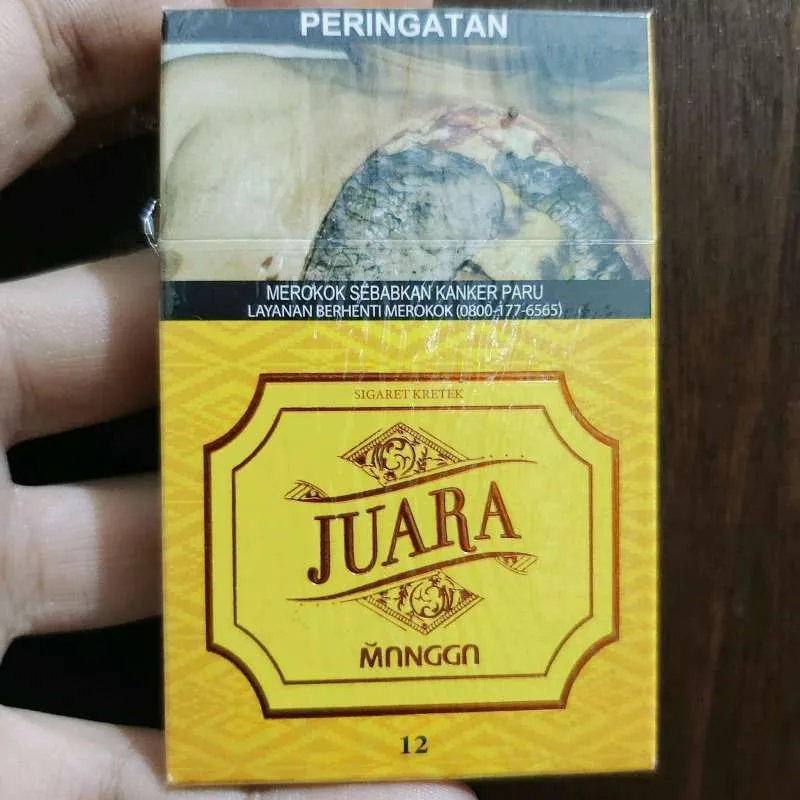 PERINGATAN
MEROKOK SEBABKAN KANKER PARU
LAYANAN BERHENTI MEROKOK (0800-177-6565)
SIGARET KRETEK
JUARA
MANGGA
12